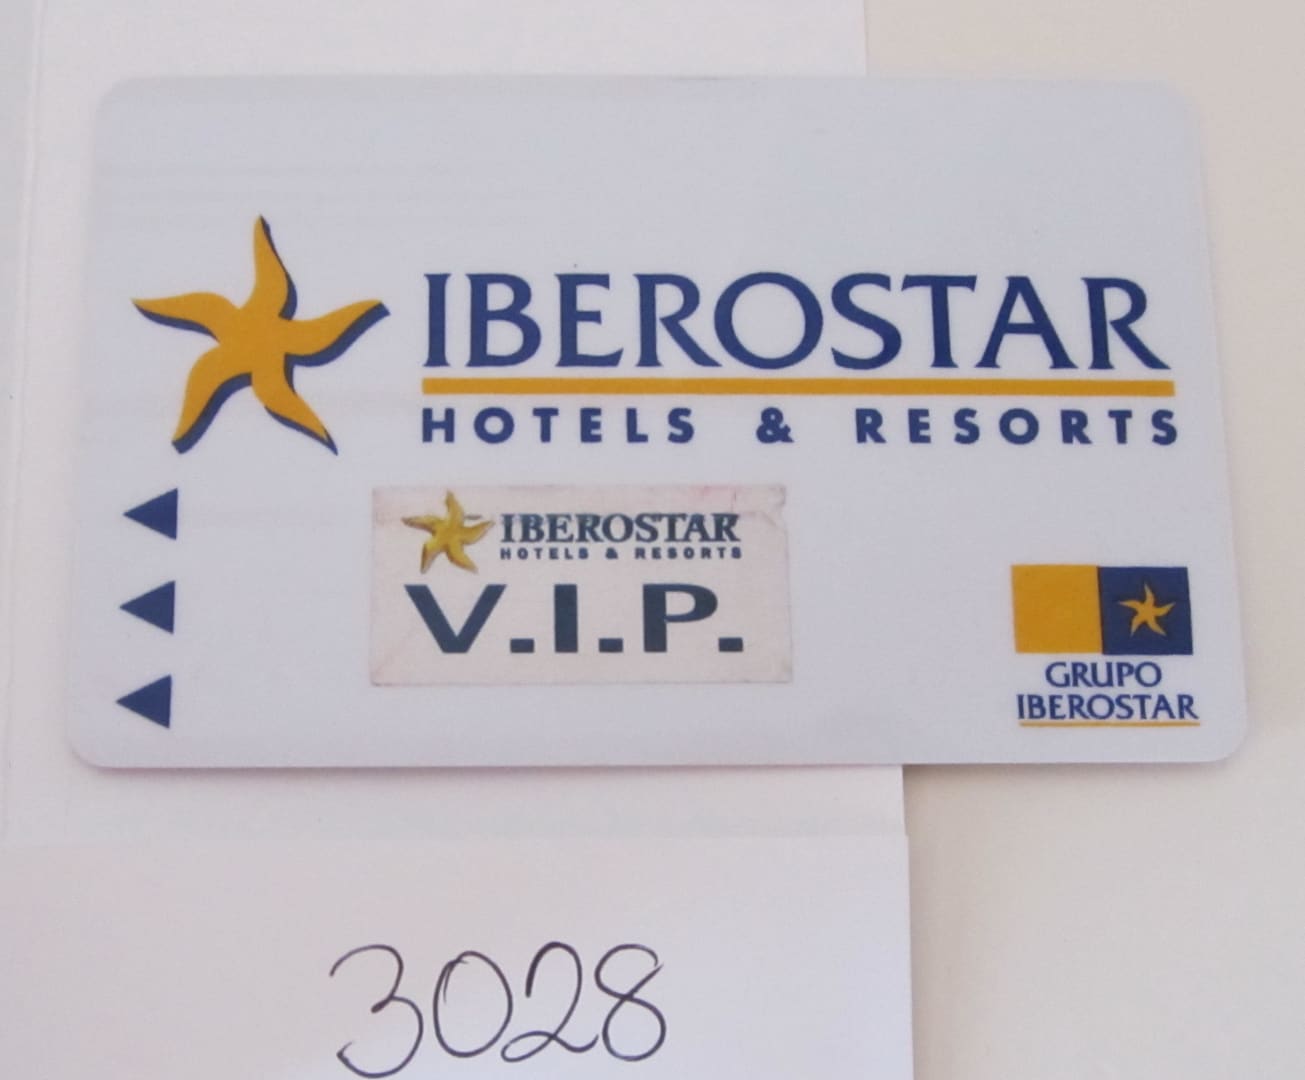 IBEROSTAR
HOTELS & RESORTS
IBEROSTAR
HOTELS & RESORTS
V.I.P.
GRUPO
IBEROSTAR
3028